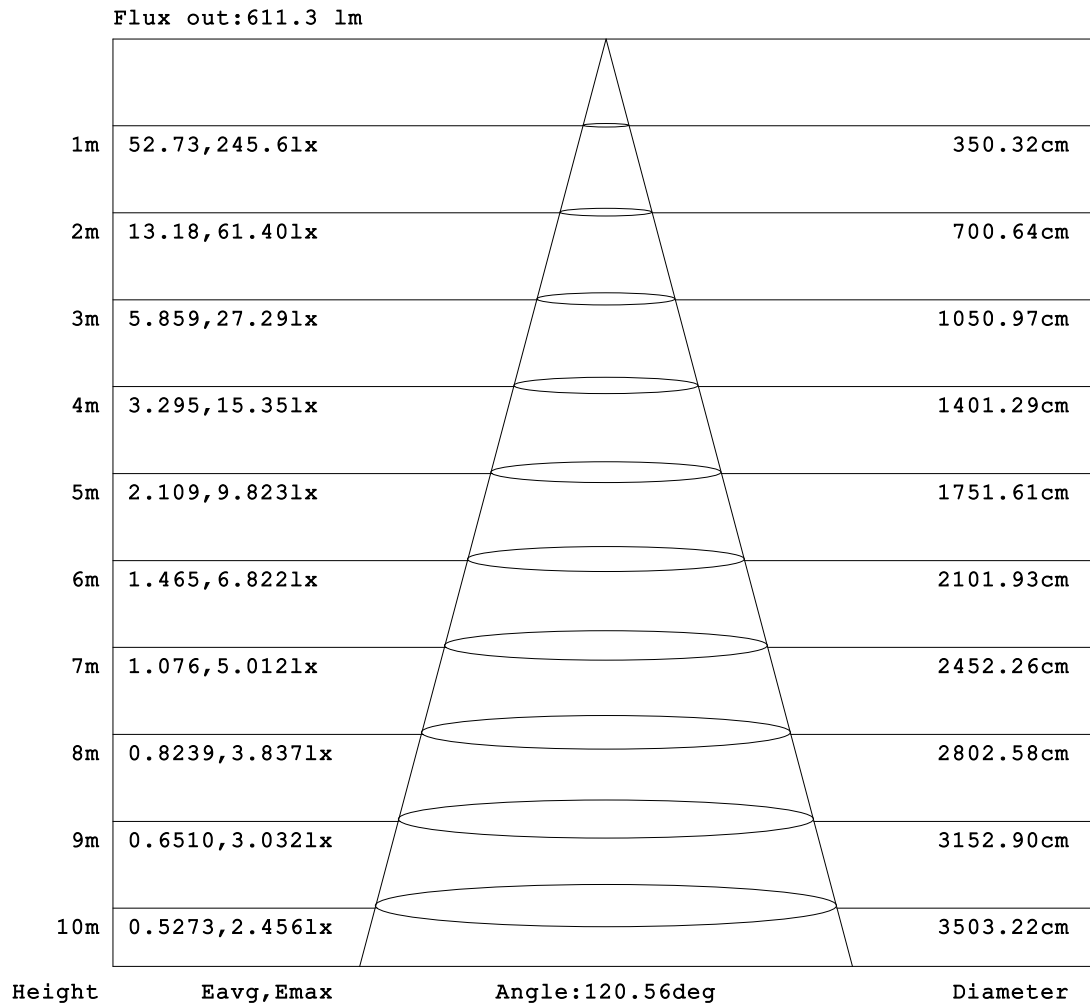 Flux out:611.3 lm
1m 52.73,245.6lx 350.32cm
2m 13.18,61.40lx 700.64cm
3m 5.859,27.29lx 1050.97cm
4m 3.295,15.35lx 1401.29cm
5m 2.109,9.823lx 1751.61cm
6m 1.465,6.822lx 2101.93cm
7m 1.076,5.012lx 2452.26cm
8m 0.8239,3.837lx 2802.58cm
9m 0.6510,3.032lx 3152.90cm
10m 0.5273,2.456lx 3503.22cm
Height Eavg,Emax Angle:120.56deg Diameter